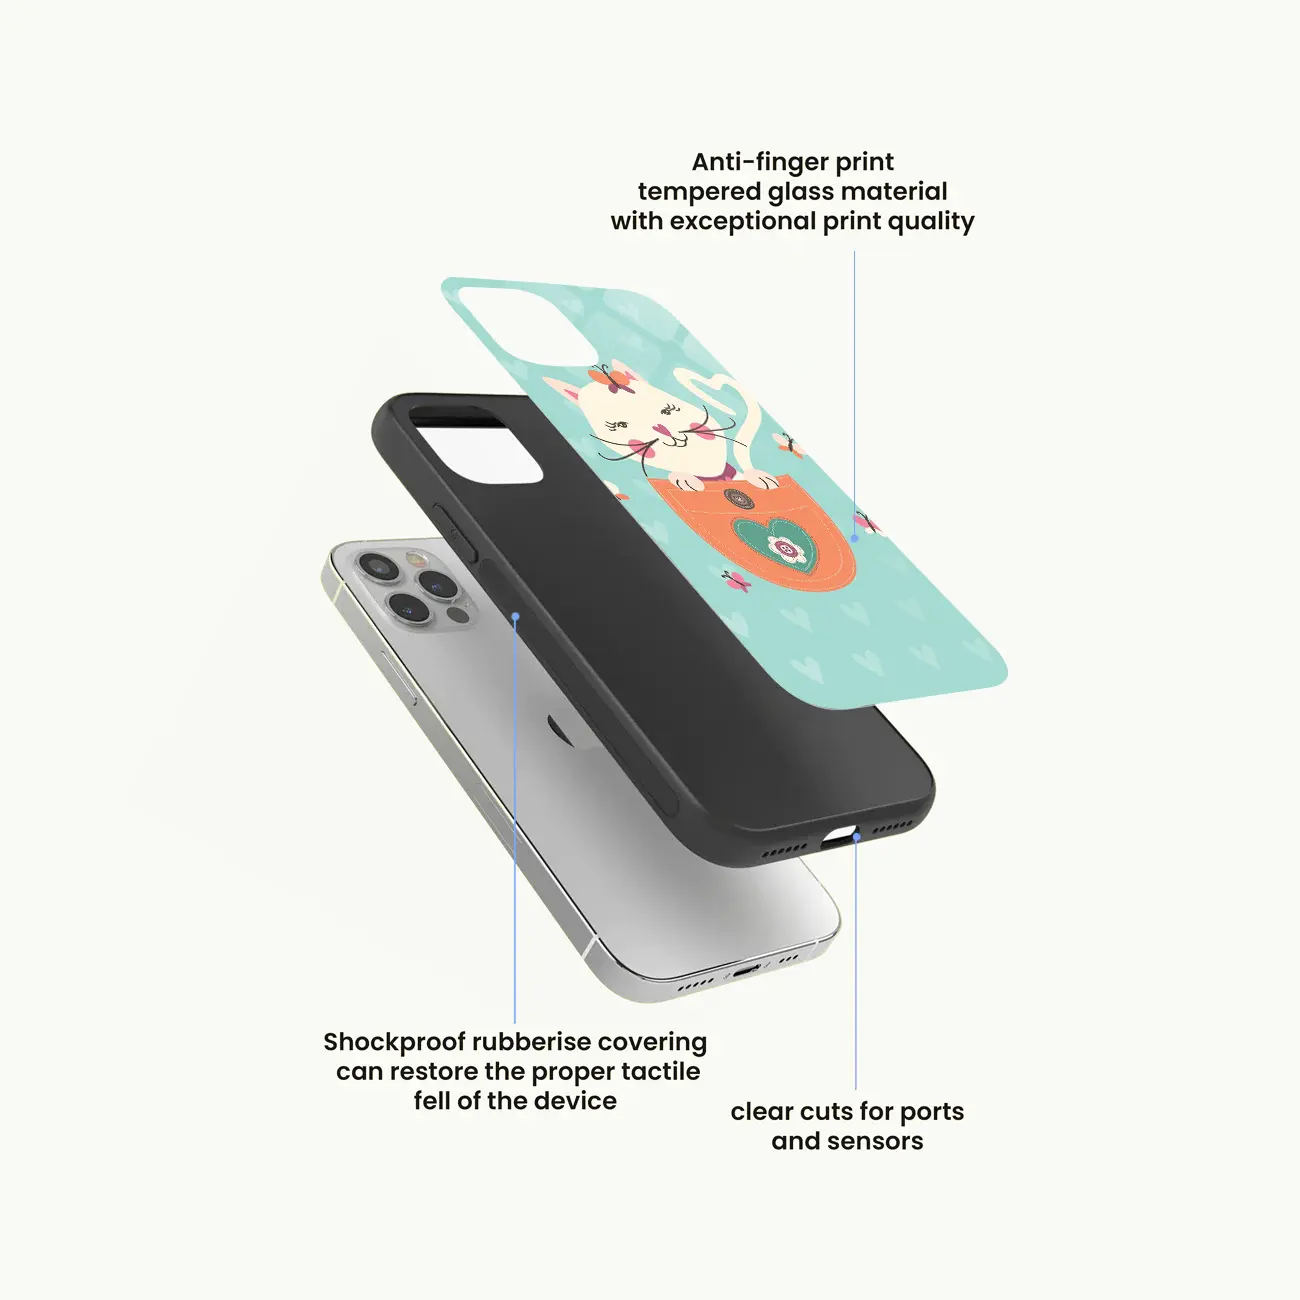 Anti-finger print
tempered glass material
with exceptional print quality
Shockproof rubberise covering
can restore the proper tactile
fell of the device
clear cuts for ports
and sensors